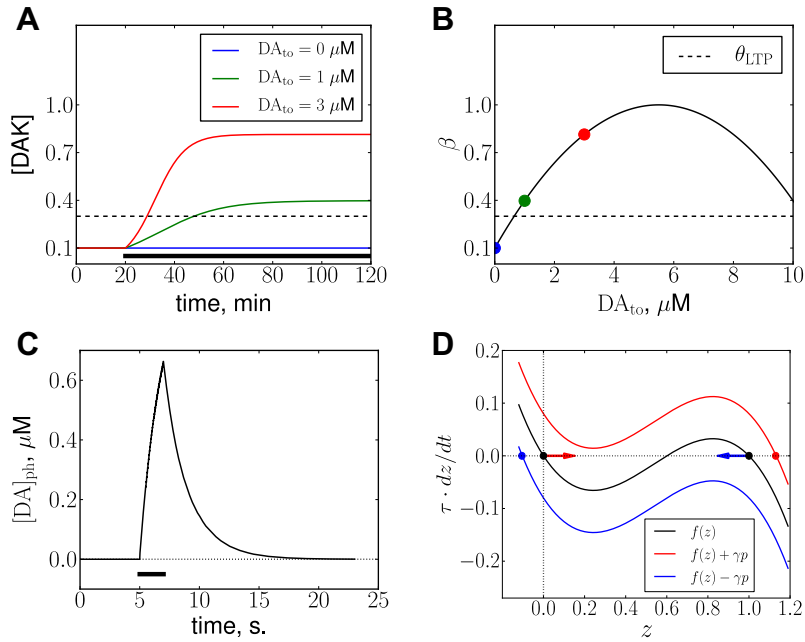 A
DA_to = 0 μM
DA_to = 1 μM
DA_to = 3 μM
[DAK]
1.0
0.7
0.4
0.1
0 20 40 60 80 100 120
time, min
B
θ_LTP
β
1.0
0.7
0.4
0.1
0 2 4 6 8 10
DA_to, μM
C
[DA]_ph, μM
0.6
0.4
0.2
0.0
0 5 10 15 20 25
time, s.
D
τ · dz/dt
0.2
0.1
0.0
−0.1
−0.2
f(z)
f(z) + γp
f(z) − γp
0.0 0.2 0.4 0.6 0.8 1.0 1.2
z